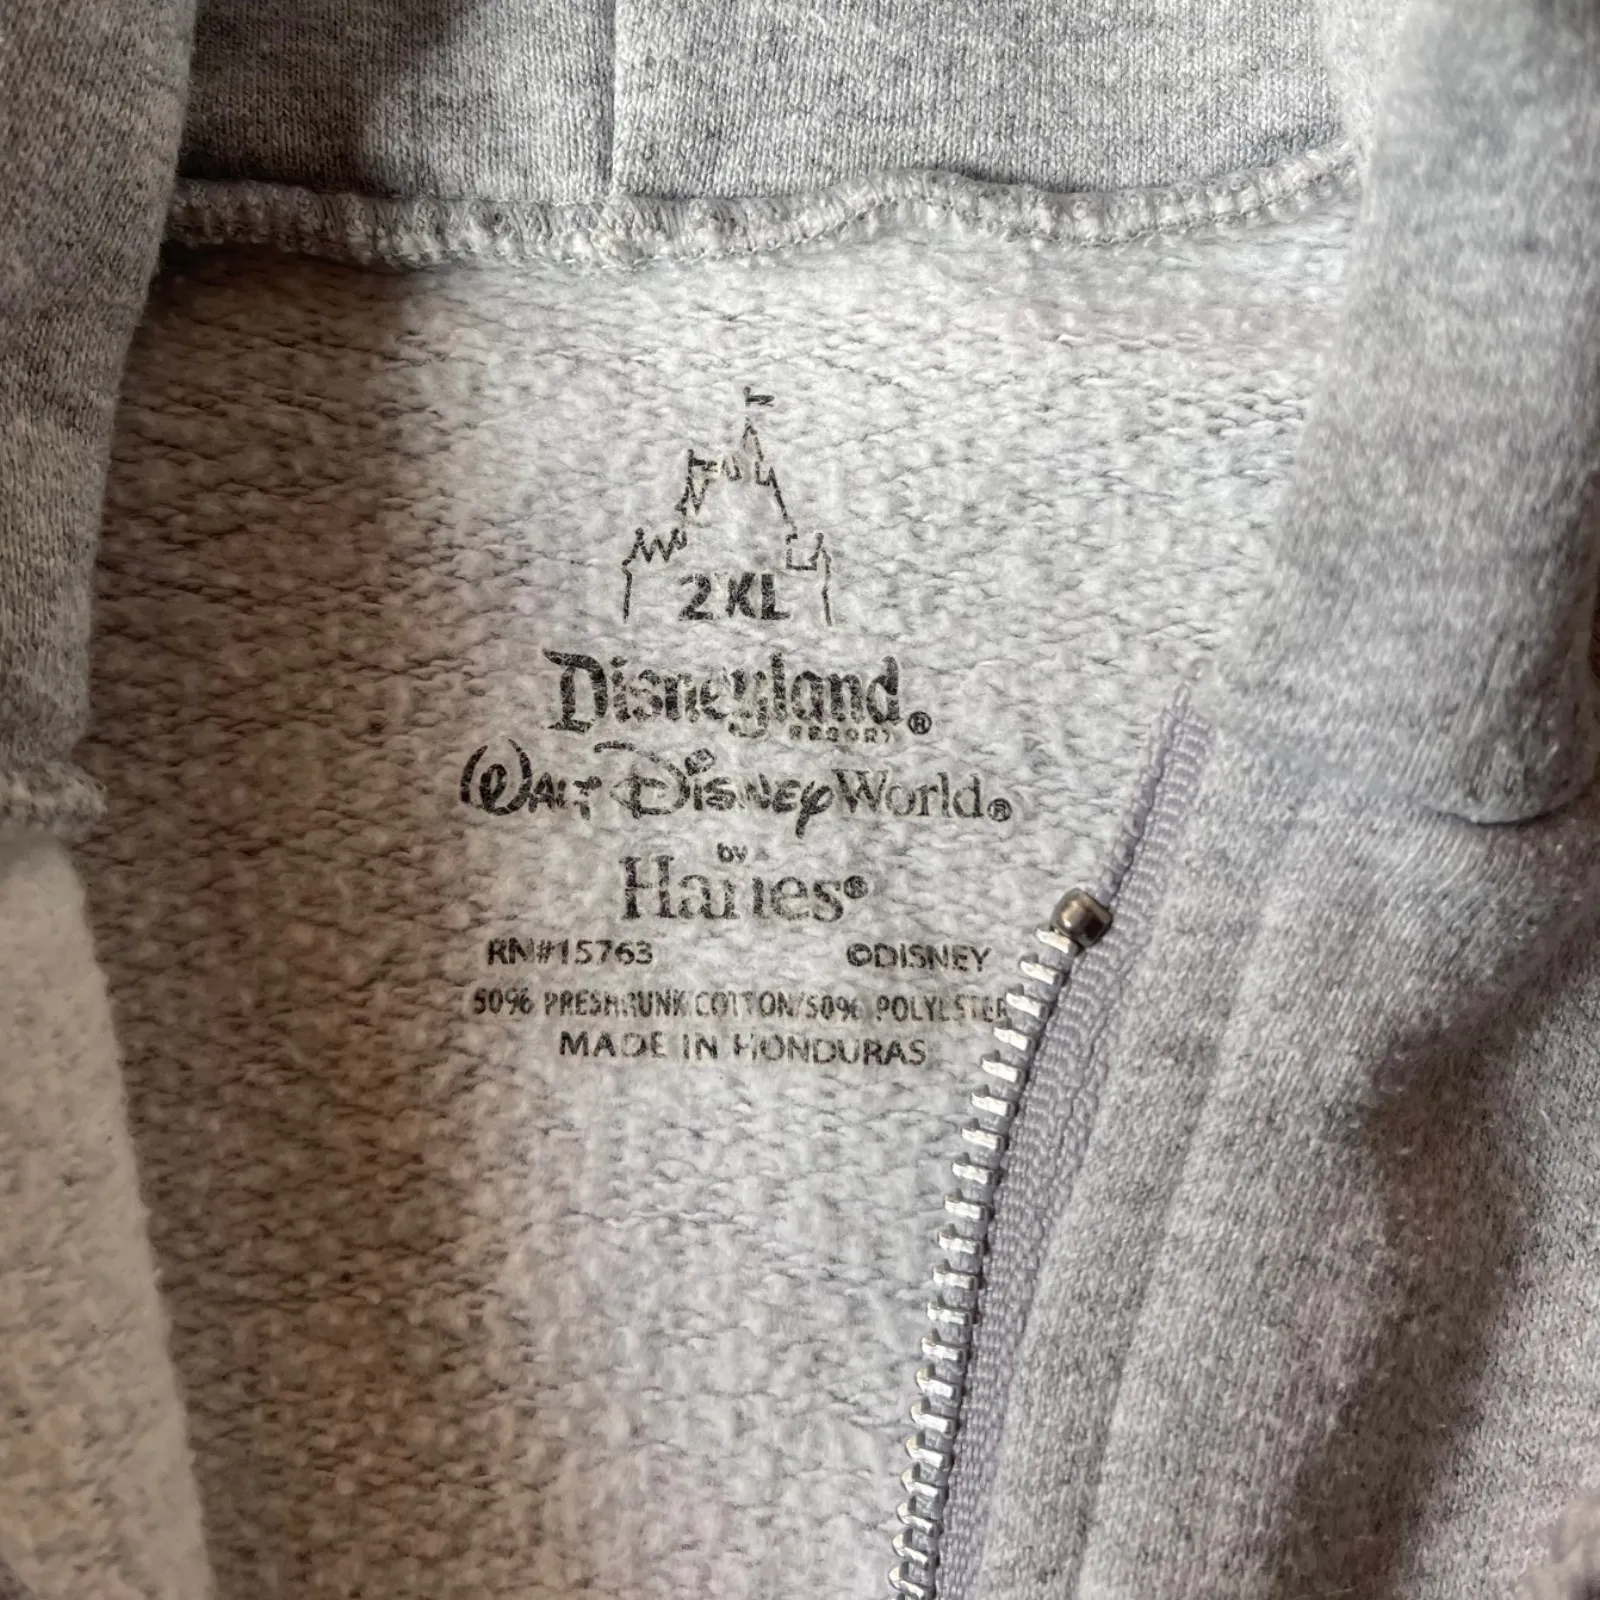 2XL
Disneyland®
RESORT
Walt Disney World®
by
Hanes®
RN#15763 ©DISNEY
50% PRESHRUNK COTTON/50% POLYESTER
MADE IN HONDURAS